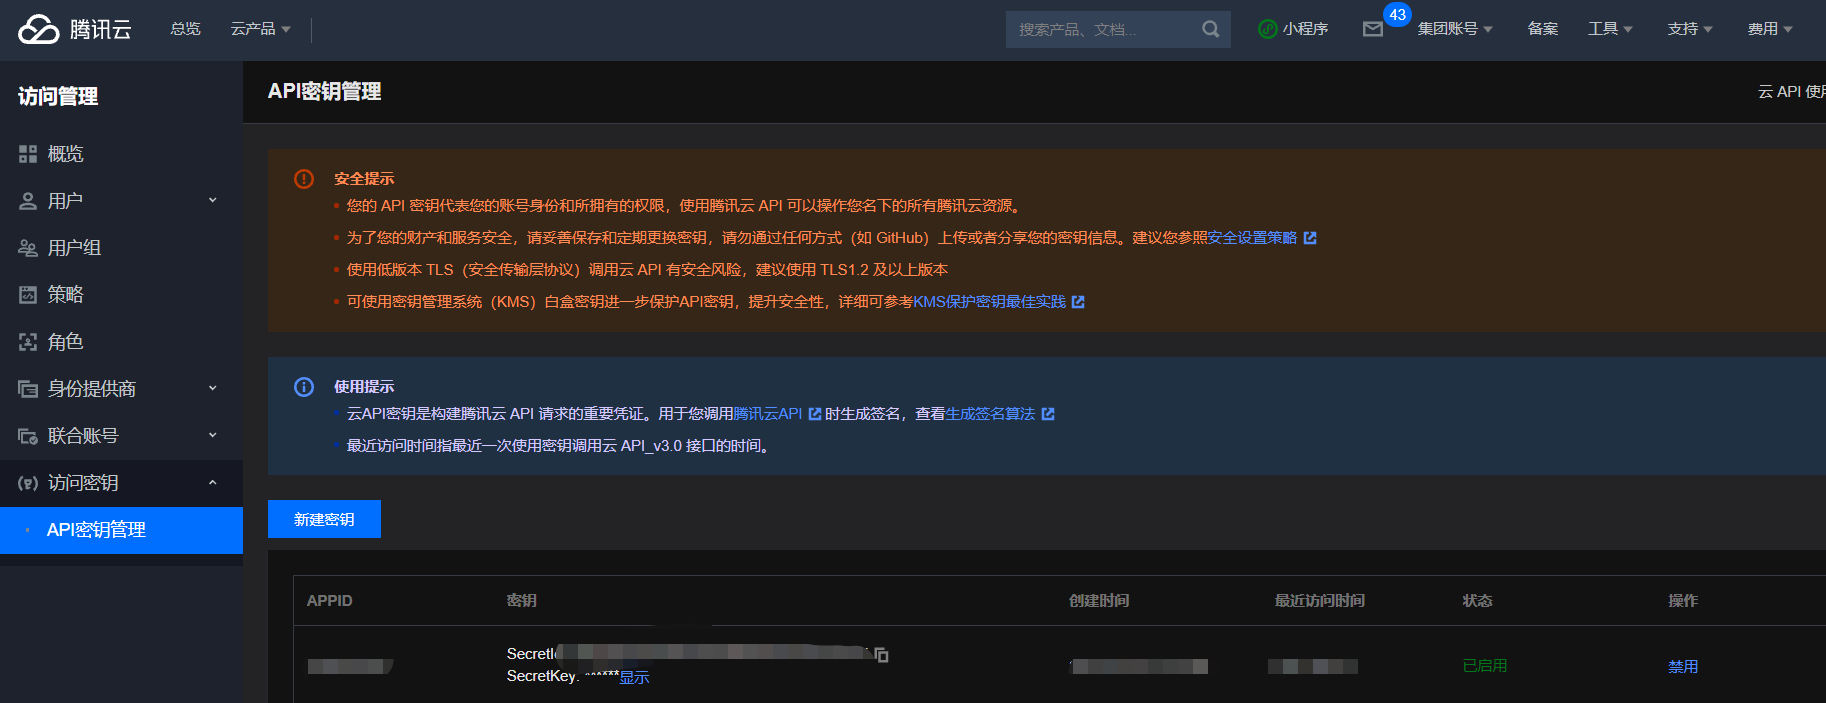 腾讯云 总览 云产品 搜索产品、文档... 小程序 43 集团账号 备案 工具 支持 费用
访问管理
概览
用户
用户组
策略
角色
身份提供商
联合账号
访问密钥
API密钥管理
API密钥管理 云 API 使用
安全提示
您的 API 密钥代表您的账号身份和所拥有的权限，使用腾讯云 API 可以操作您名下的所有腾讯云资源。
为了您的财产和服务安全，请妥善保存和定期更换密钥，请勿通过任何方式（如 GitHub）上传或者分享您的密钥信息。建议您参照安全设置策略
使用低版本 TLS（安全传输层协议）调用云 API 有安全风险，建议使用 TLS1.2 及以上版本
可使用密钥管理系统（KMS）白盒密钥进一步保护API密钥，提升安全性，详细可参考KMS保护密钥最佳实践
使用提示
云API密钥是构建腾讯云 API 请求的重要凭证。用于您调用腾讯云API 时生成签名，查看生成签名算法
最近访问时间指最近一次使用密钥调用云 API_v3.0 接口的时间。
新建密钥
APPID 密钥 创建时间 最近访问时间 状态 操作
SecretI
SecretKey: ******显示 已启用 禁用